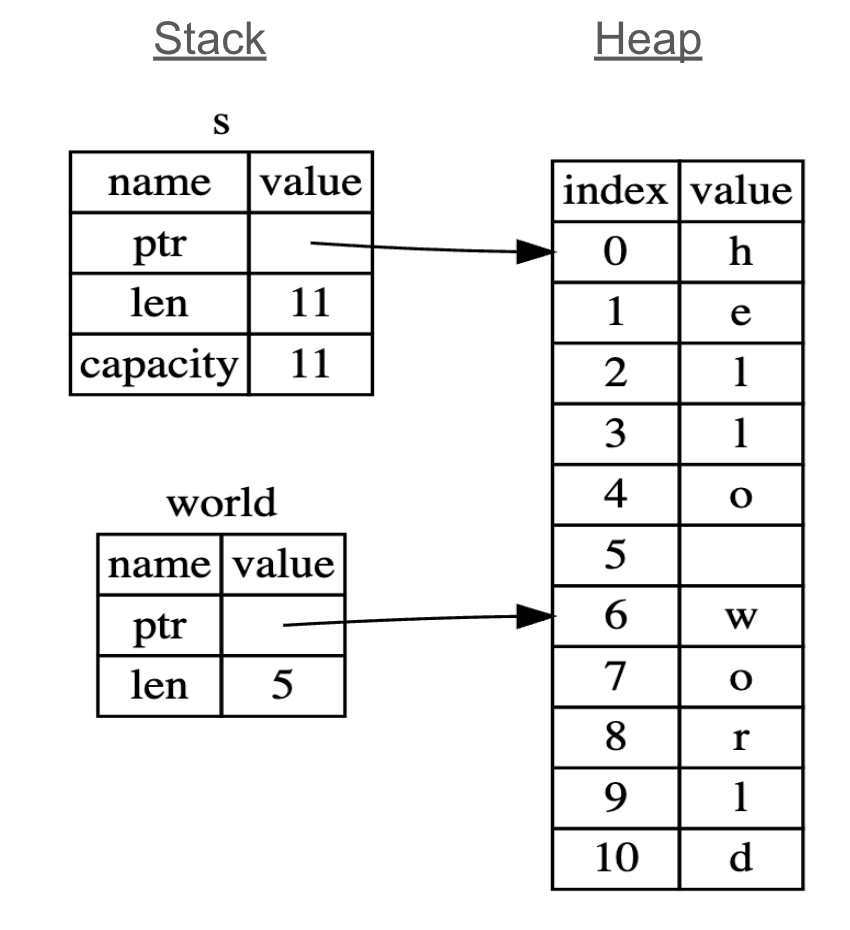 Stack
Heap
s
name value
ptr
len 11
capacity 11
world
name value
ptr
len 5
index value
0 h
1 e
2 l
3 l
4 o
5
6 w
7 o
8 r
9 l
10 d